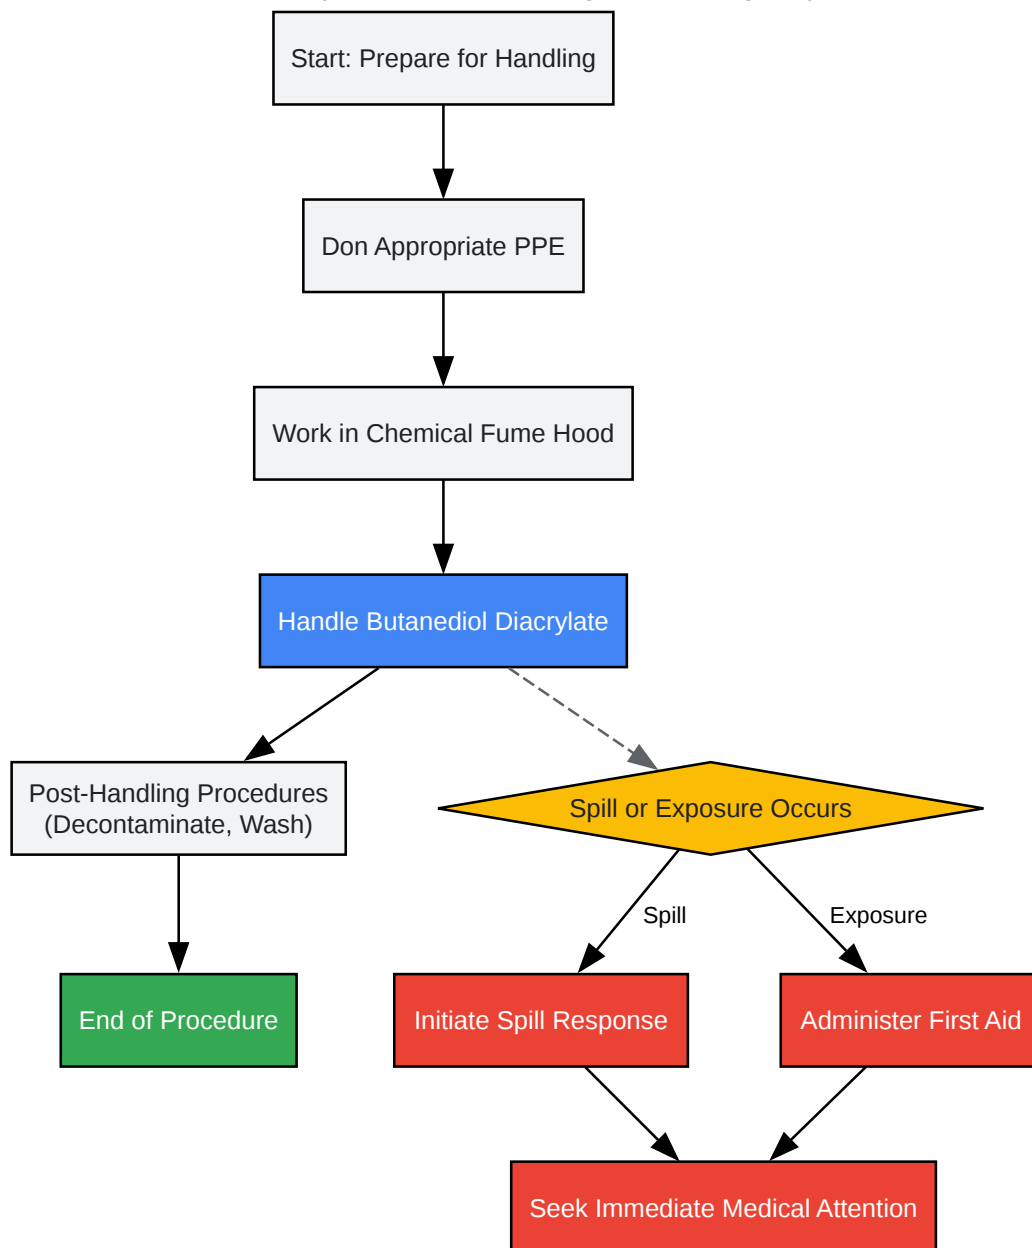 Start: Prepare for Handling
Don Appropriate PPE
Work in Chemical Fume Hood
Handle Butanediol Diacrylate
Post-Handling Procedures
(Decontaminate, Wash)
Spill or Exposure Occurs
Spill
Exposure
End of Procedure
Initiate Spill Response
Administer First Aid
Seek Immediate Medical Attention